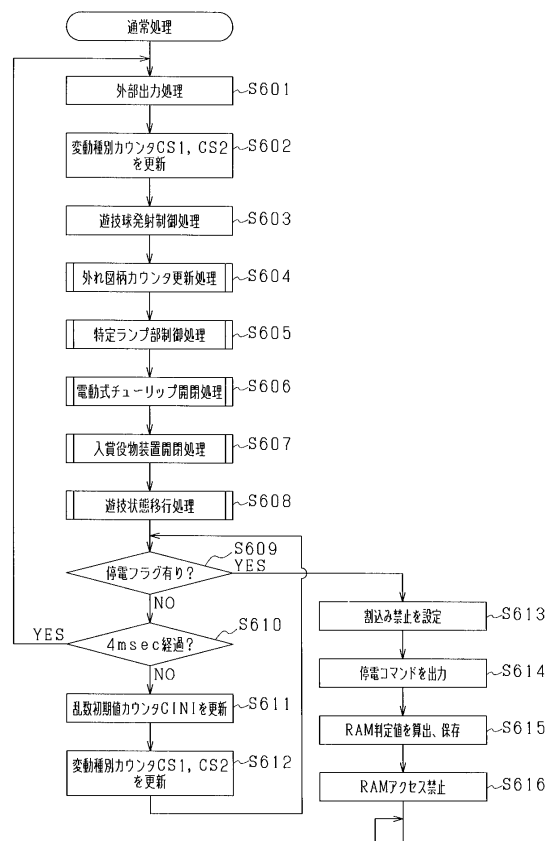 通常処理
外部出力処理
S601
変動種別カウンタCS1,CS2
を更新
S602
遊技球発射制御処理
S603
外れ図柄カウンタ更新処理
S604
特定ランプ部制御処理
S605
電動式チューリップ開閉処理
S606
入賞役物装置開閉処理
S607
遊技状態移行処理
S608
停電フラグ有り?
S609
YES
NO
4msec経過?
S610
YES
NO
乱数初期値カウンタCINIを更新
S611
変動種別カウンタCS1,CS2
を更新
S612
割込み禁止を設定
S613
停電コマンドを出力
S614
RAM判定値を算出、保存
S615
RAMアクセス禁止
S616